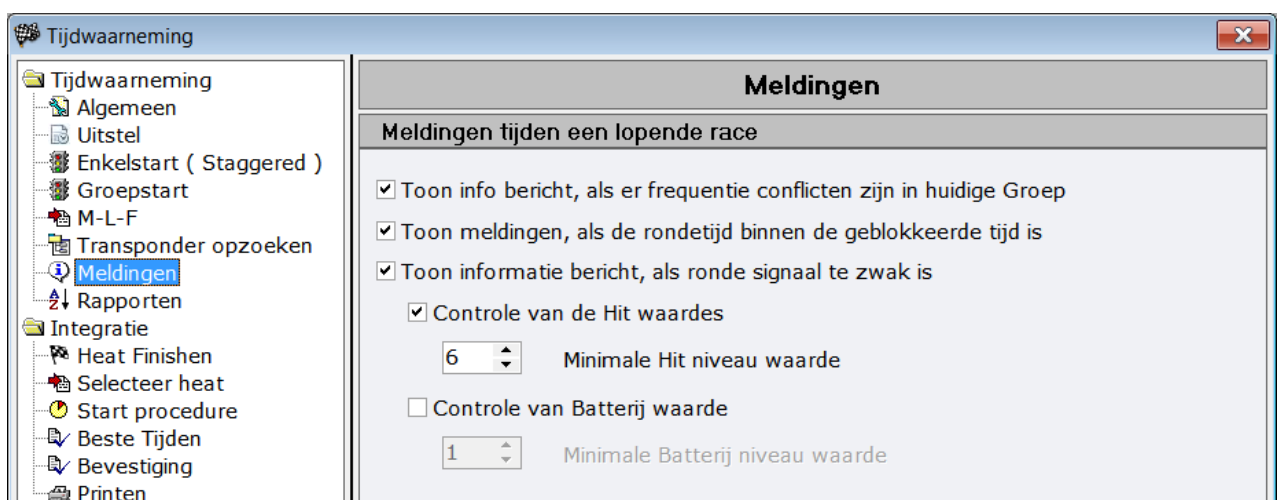 Tijdwaarneming
Tijdwaarneming
Algemeen
Uitstel
Enkelstart ( Staggered )
Groepstart
M-L-F
Transponder opzoeken
Meldingen
Rapporten
Integratie
Heat Finishen
Selecteer heat
Start procedure
Beste Tijden
Bevestiging
Printen
Meldingen
Meldingen tijden een lopende race
Toon info bericht, als er frequentie conflicten zijn in huidige Groep
Toon meldingen, als de rondetijd binnen de geblokkeerde tijd is
Toon informatie bericht, als ronde signaal te zwak is
Controle van de Hit waardes
6 Minimale Hit niveau waarde
Controle van Batterij waarde
1 Minimale Batterij niveau waarde